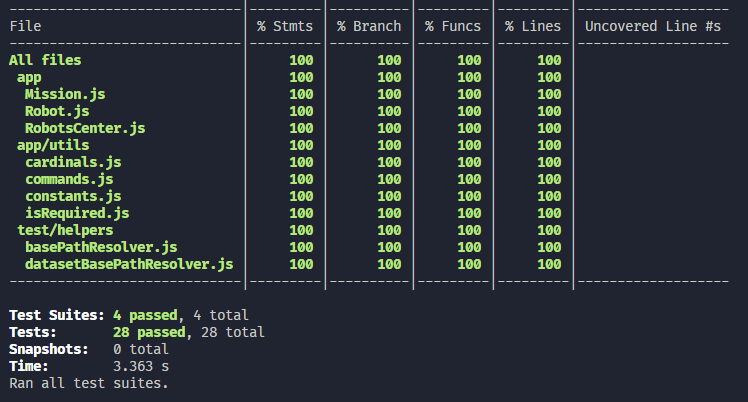 -----------------------------|---------|----------|---------|---------|-------------------
File                         | % Stmts | % Branch | % Funcs | % Lines | Uncovered Line #s
-----------------------------|---------|----------|---------|---------|-------------------
All files                    |     100 |      100 |     100 |     100 |
 app                         |     100 |      100 |     100 |     100 |
  Mission.js                 |     100 |      100 |     100 |     100 |
  Robot.js                   |     100 |      100 |     100 |     100 |
  RobotsCenter.js            |     100 |      100 |     100 |     100 |
 app/utils                   |     100 |      100 |     100 |     100 |
  cardinals.js               |     100 |      100 |     100 |     100 |
  commands.js                |     100 |      100 |     100 |     100 |
  constants.js               |     100 |      100 |     100 |     100 |
  isRequired.js              |     100 |      100 |     100 |     100 |
 test/helpers                |     100 |      100 |     100 |     100 |
  basePathResolver.js        |     100 |      100 |     100 |     100 |
  datasetBasePathResolver.js |     100 |      100 |     100 |     100 |
-----------------------------|---------|----------|---------|---------|-------------------
Test Suites: 4 passed, 4 total
Tests:       28 passed, 28 total
Snapshots:   0 total
Time:        3.363 s
Ran all test suites.